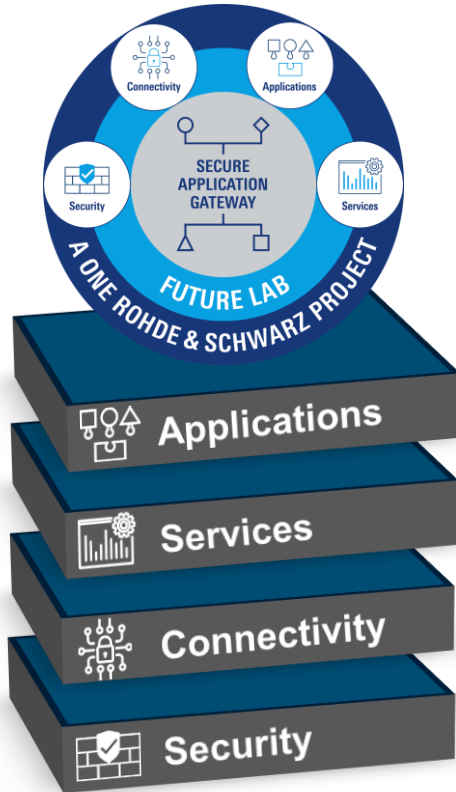 Connectivity
Applications
Security
Services
SECURE
APPLICATION
GATEWAY
FUTURE LAB
A ONE ROHDE & SCHWARZ PROJECT
Applications
Services
Connectivity
Security